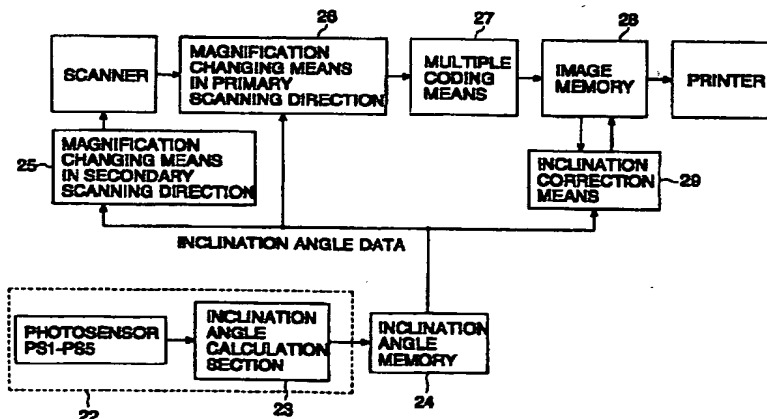 26
27
28
SCANNER
MAGNIFICATION
CHANGING MEANS
IN PRIMARY
SCANNING DIRECTION
MULTIPLE
CODING
MEANS
IMAGE
MEMORY
PRINTER
25
MAGNIFICATION
CHANGING MEANS
IN SECONDARY
SCANNING DIRECTION
INCLINATION
CORRECTION
MEANS
29
INCLINATION ANGLE DATA
PHOTOSENSOR
PS1-PS5
INCLINATION
ANGLE
CALCULATION
SECTION
INCLINATION
ANGLE
MEMORY
22
23
24